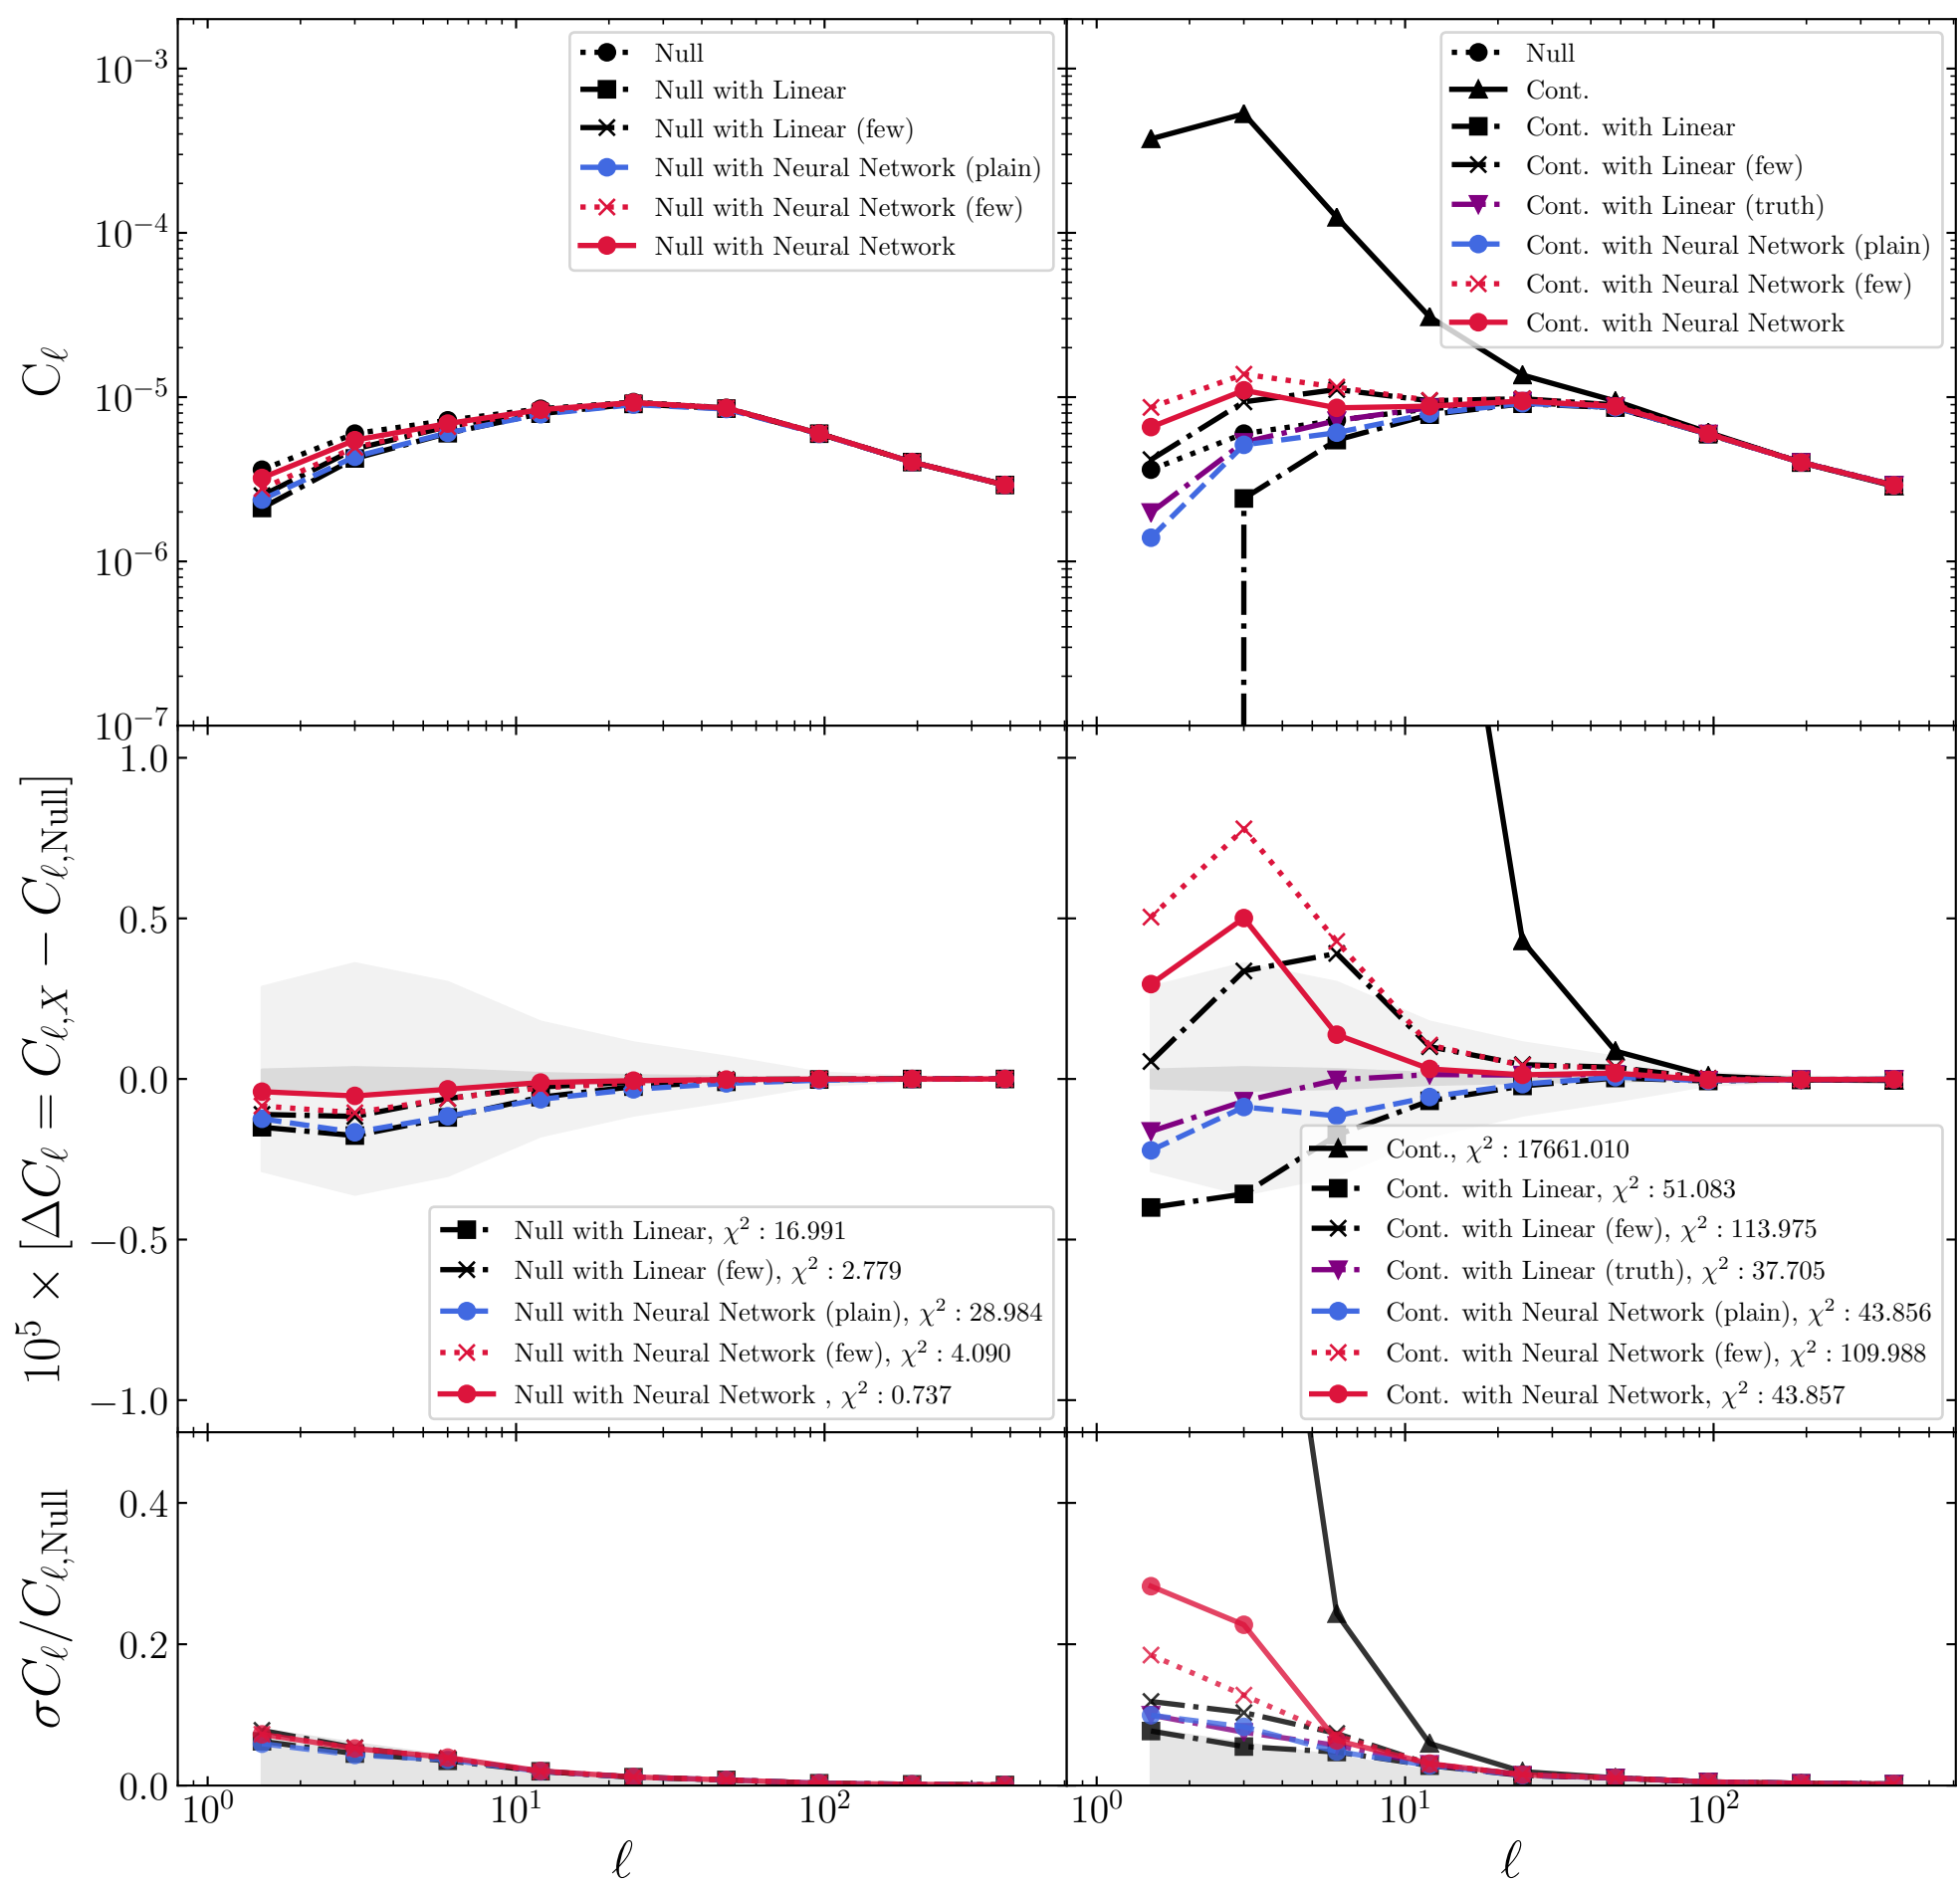 C_ℓ
10^−3
10^−4
10^−5
10^−6
10^−7
Null
Null with Linear
Null with Linear (few)
Null with Neural Network (plain)
Null with Neural Network (few)
Null with Neural Network
Null
Cont.
Cont. with Linear
Cont. with Linear (few)
Cont. with Linear (truth)
Cont. with Neural Network (plain)
Cont. with Neural Network (few)
Cont. with Neural Network
10^5 × [ΔC_ℓ = C_ℓ,X − C_ℓ,Null]
1.0
0.5
0.0
−0.5
−1.0
Null with Linear, χ² : 16.991
Null with Linear (few), χ² : 2.779
Null with Neural Network (plain), χ² : 28.984
Null with Neural Network (few), χ² : 4.090
Null with Neural Network , χ² : 0.737
Cont., χ² : 17661.010
Cont. with Linear, χ² : 51.083
Cont. with Linear (few), χ² : 113.975
Cont. with Linear (truth), χ² : 37.705
Cont. with Neural Network (plain), χ² : 43.856
Cont. with Neural Network (few), χ² : 109.988
Cont. with Neural Network, χ² : 43.857
σC_ℓ/C_ℓ,Null
0.4
0.2
0.0
10^0 10^1 10^2
10^0 10^1 10^2
ℓ ℓ